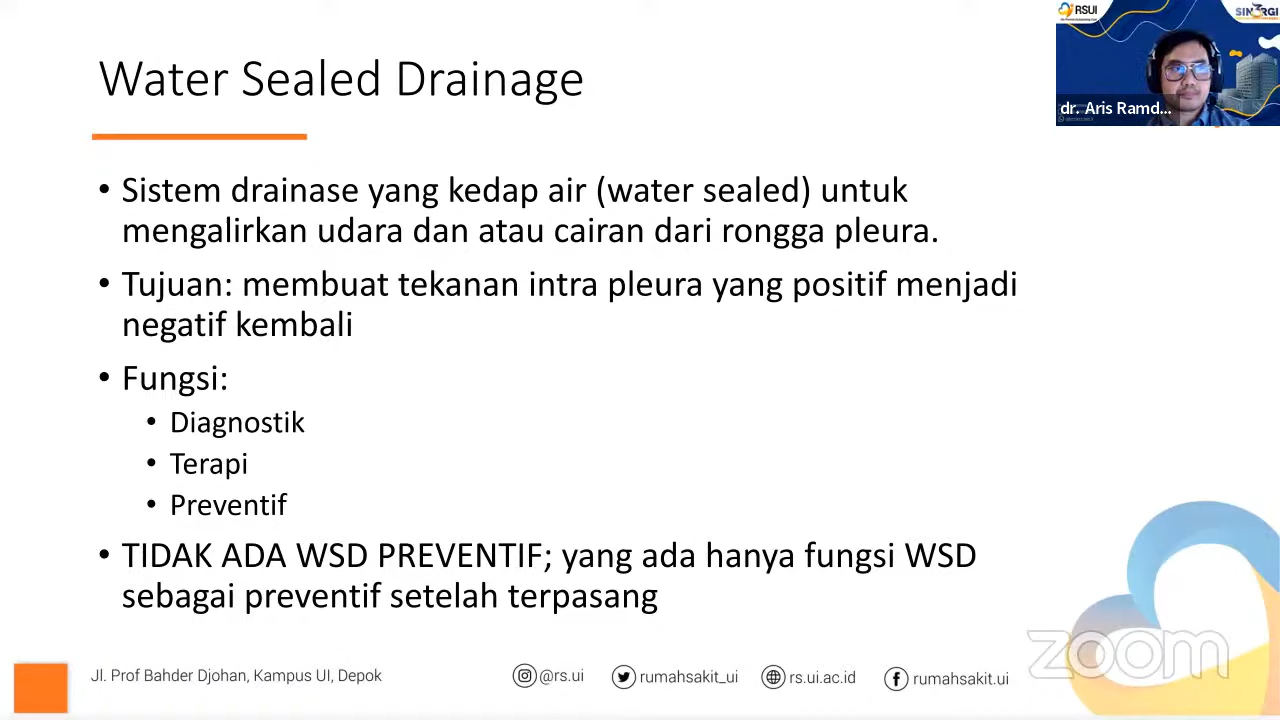 Water Sealed Drainage
RSUI
SINERGI
dr. Aris Ramd...
• Sistem drainase yang kedap air (water sealed) untuk
mengalirkan udara dan atau cairan dari rongga pleura.
• Tujuan: membuat tekanan intra pleura yang positif menjadi
negatif kembali
• Fungsi:
• Diagnostik
• Terapi
• Preventif
• TIDAK ADA WSD PREVENTIF; yang ada hanya fungsi WSD
sebagai preventif setelah terpasang
zoom
Jl. Prof Bahder Djohan, Kampus UI, Depok
@rs.ui
rumahsakit_ui
rs.ui.ac.id
rumahsakit.ui